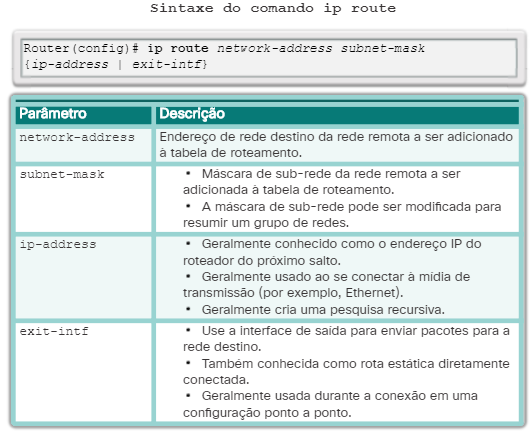 Sintaxe do comando ip route
Router(config)# ip route network-address subnet-mask
{ip-address | exit-intf}
Parâmetro Descrição
network-address Endereço de rede destino da rede remota a ser adicionado
à tabela de roteamento.
subnet-mask • Máscara de sub-rede da rede remota a ser
adicionada à tabela de roteamento.
• A máscara de sub-rede pode ser modificada para
resumir um grupo de redes.
ip-address • Geralmente conhecido como o endereço IP do
roteador do próximo salto.
• Geralmente usado ao se conectar à mídia de
transmissão (por exemplo, Ethernet).
• Geralmente cria uma pesquisa recursiva.
exit-intf • Use a interface de saída para enviar pacotes para a
rede destino.
• Também conhecida como rota estática diretamente
conectada.
• Geralmente usada durante a conexão em uma
configuração ponto a ponto.